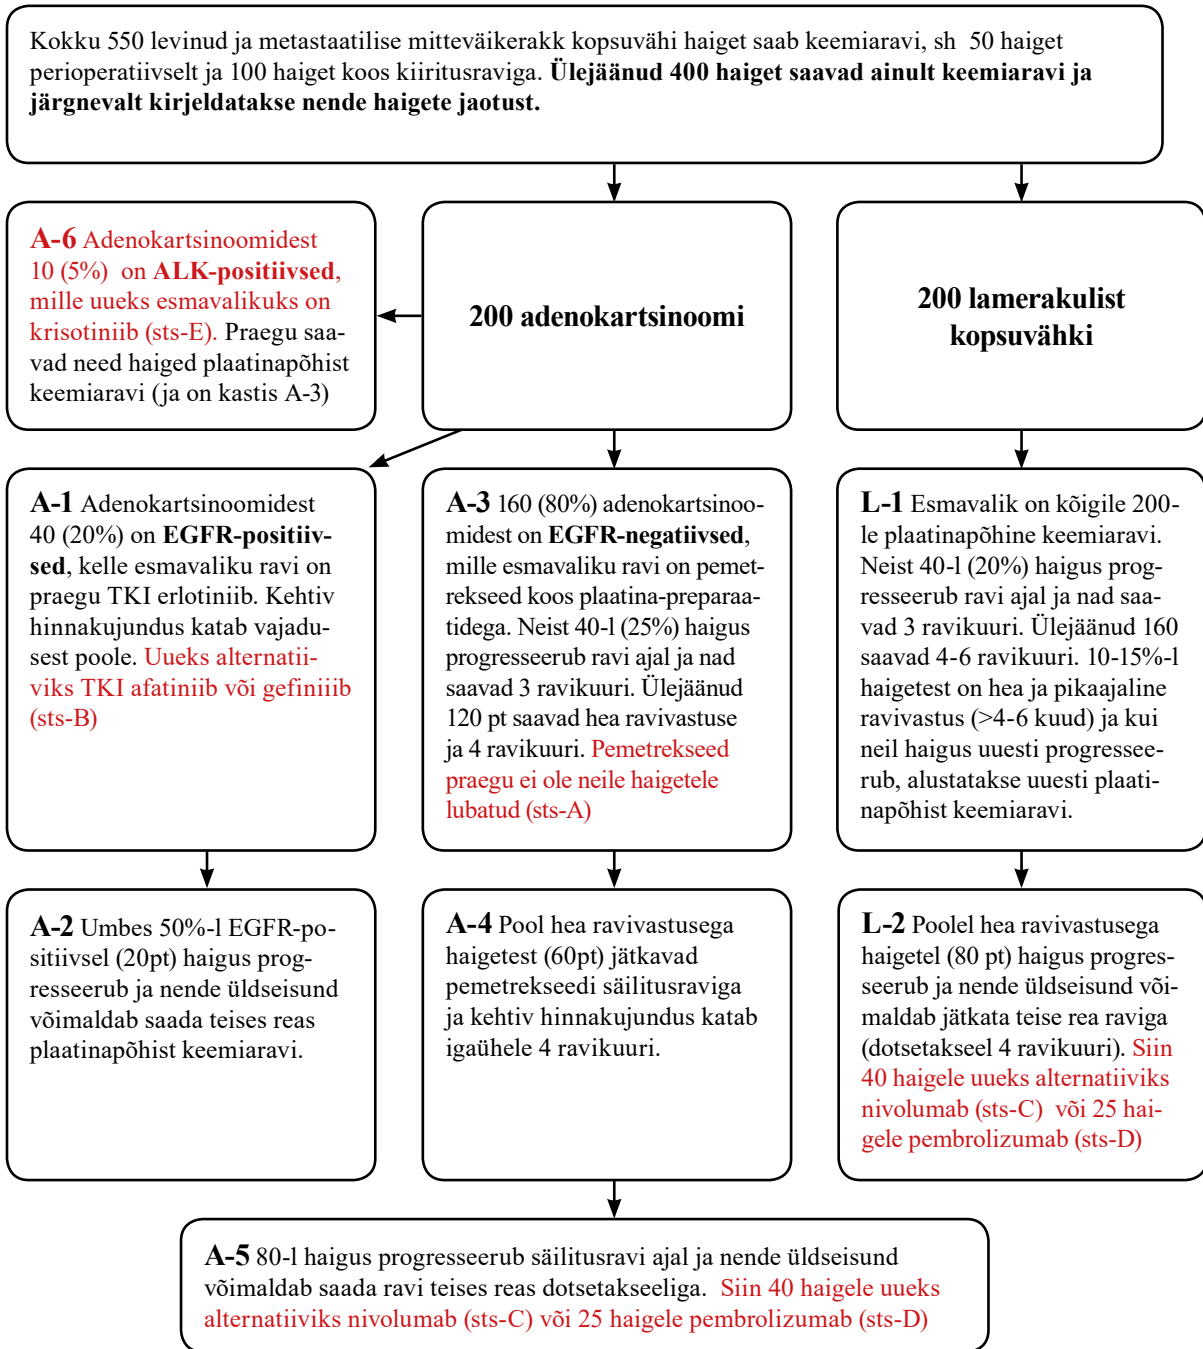 Kokku 550 levinud ja metastaatilise mitteväikerakk kopsuvähi haiget saab keemiaravi, sh  50 haiget
perioperatiivselt ja 100 haiget koos kiiritusraviga. Ülejäänud 400 haiget saavad ainult keemiaravi ja
järgnevalt kirjeldatakse nende haigete jaotust.
A-6 Adenokartsinoomidest
10 (5%)  on ALK-positiivsed,
mille uueks esmavalikuks on
krisotiniib (sts-E). Praegu saa-
vad need haiged plaatinapõhist
keemiaravi (ja on kastis A-3)
200 adenokartsinoomi
200 lamerakulist
kopsuvähki
A-1 Adenokartsinoomidest
40 (20%) on EGFR-positiiv-
sed, kelle esmavaliku ravi on
praegu TKI erlotiniib. Kehtiv
hinnakujundus katab vajadu-
sest poole. Uueks alternatii-
viks TKI afatiniib või gefiniiib
(sts-B)
A-3 160 (80%) adenokartsinoo-
midest on EGFR-negatiivsed,
mille esmavaliku ravi on pemet-
rekseed koos plaatina-preparaa-
tidega. Neist 40-l (25%) haigus
progresseerub ravi ajal ja nad
saavad 3 ravikuuri. Ülejäänud
120 pt saavad hea ravivastuse
ja 4 ravikuuri. Pemetrekseed
praegu ei ole neile haigetele
lubatud (sts-A)
L-1 Esmavalik on kõigile 200-
le plaatinapõhine keemiaravi.
Neist 40-l (20%) haigus prog-
resseerub ravi ajal ja nad saa-
vad 3 ravikuuri. Ülejäänud 160
saavad 4-6 ravikuuri. 10-15%-l
haigetest on hea ja pikaajaline
ravivastus (>4-6 kuud) ja kui
neil haigus uuesti progressee-
rub, alustatakse uuesti plaati-
napõhist keemiaravi.
A-2 Umbes 50%-l EGFR-po-
sitiivsel (20pt) haigus prog-
resseerub ja nende üldseisund
võimaldab saada teises reas
plaatinapõhist keemiaravi.
A-4 Pool hea ravivastusega
haigetest (60pt) jätkavad
pemetrekseedi säilitusraviga
ja kehtiv hinnakujundus katab
igaühele 4 ravikuuri.
L-2 Poolel hea ravivastusega
haigetel (80 pt) haigus progres-
seerub ja nende üldseisund või-
maldab jätkata teise rea raviga
(dotsetakseel 4 ravikuuri). Siin
40 haigele uueks alternatiiviks
nivolumab (sts-C)  või 25 hai-
gele pembrolizumab (sts-D)
A-5 80-l haigus progresseerub säilitusravi ajal ja nende üldseisund
võimaldab saada ravi teises reas dotsetakseeliga.  Siin 40 haigele uueks
alternatiiviks nivolumab (sts-C) või 25 haigele pembrolizumab (sts-D)